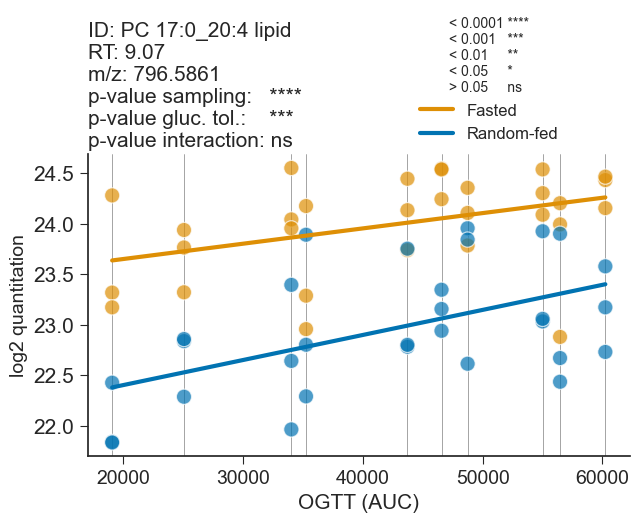 ID: PC 17:0_20:4 lipid
RT: 9.07
m/z: 796.5861
p-value sampling: ****
p-value gluc. tol.: ***
p-value interaction: ns
< 0.0001 ****
< 0.001 ***
< 0.01 **
< 0.05 *
> 0.05 ns
Fasted
Random-fed
log2 quantitation
24.5
24.0
23.5
23.0
22.5
22.0
20000 30000 40000 50000 60000
OGTT (AUC)